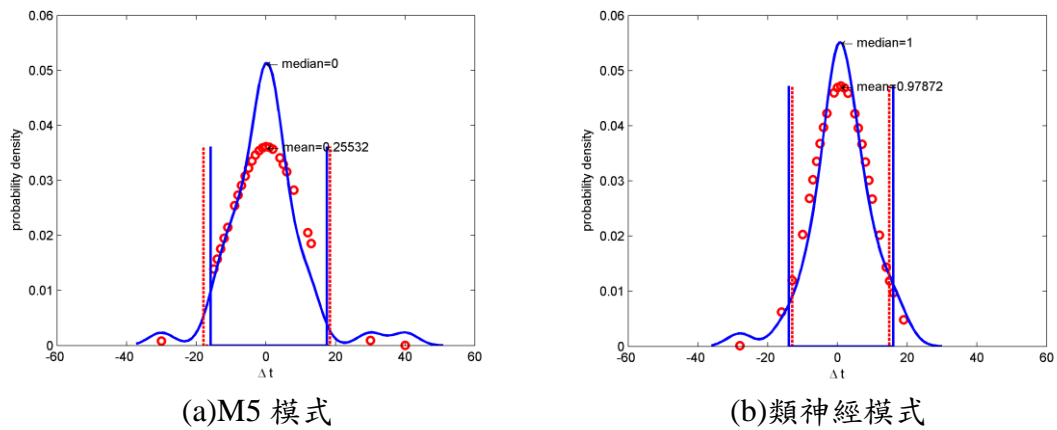 0.06
0.05
0.04
0.03
0.02
0.01
0
-60
-40
-20
0
20
40
60
probability density
Δ t
median=0
mean=0.25532
(a)M5 模式
0.06
0.05
0.04
0.03
0.02
0.01
0
-60
-40
-20
0
20
40
60
probability density
Δ t
median=1
mean=0.97872
(b)類神經模式